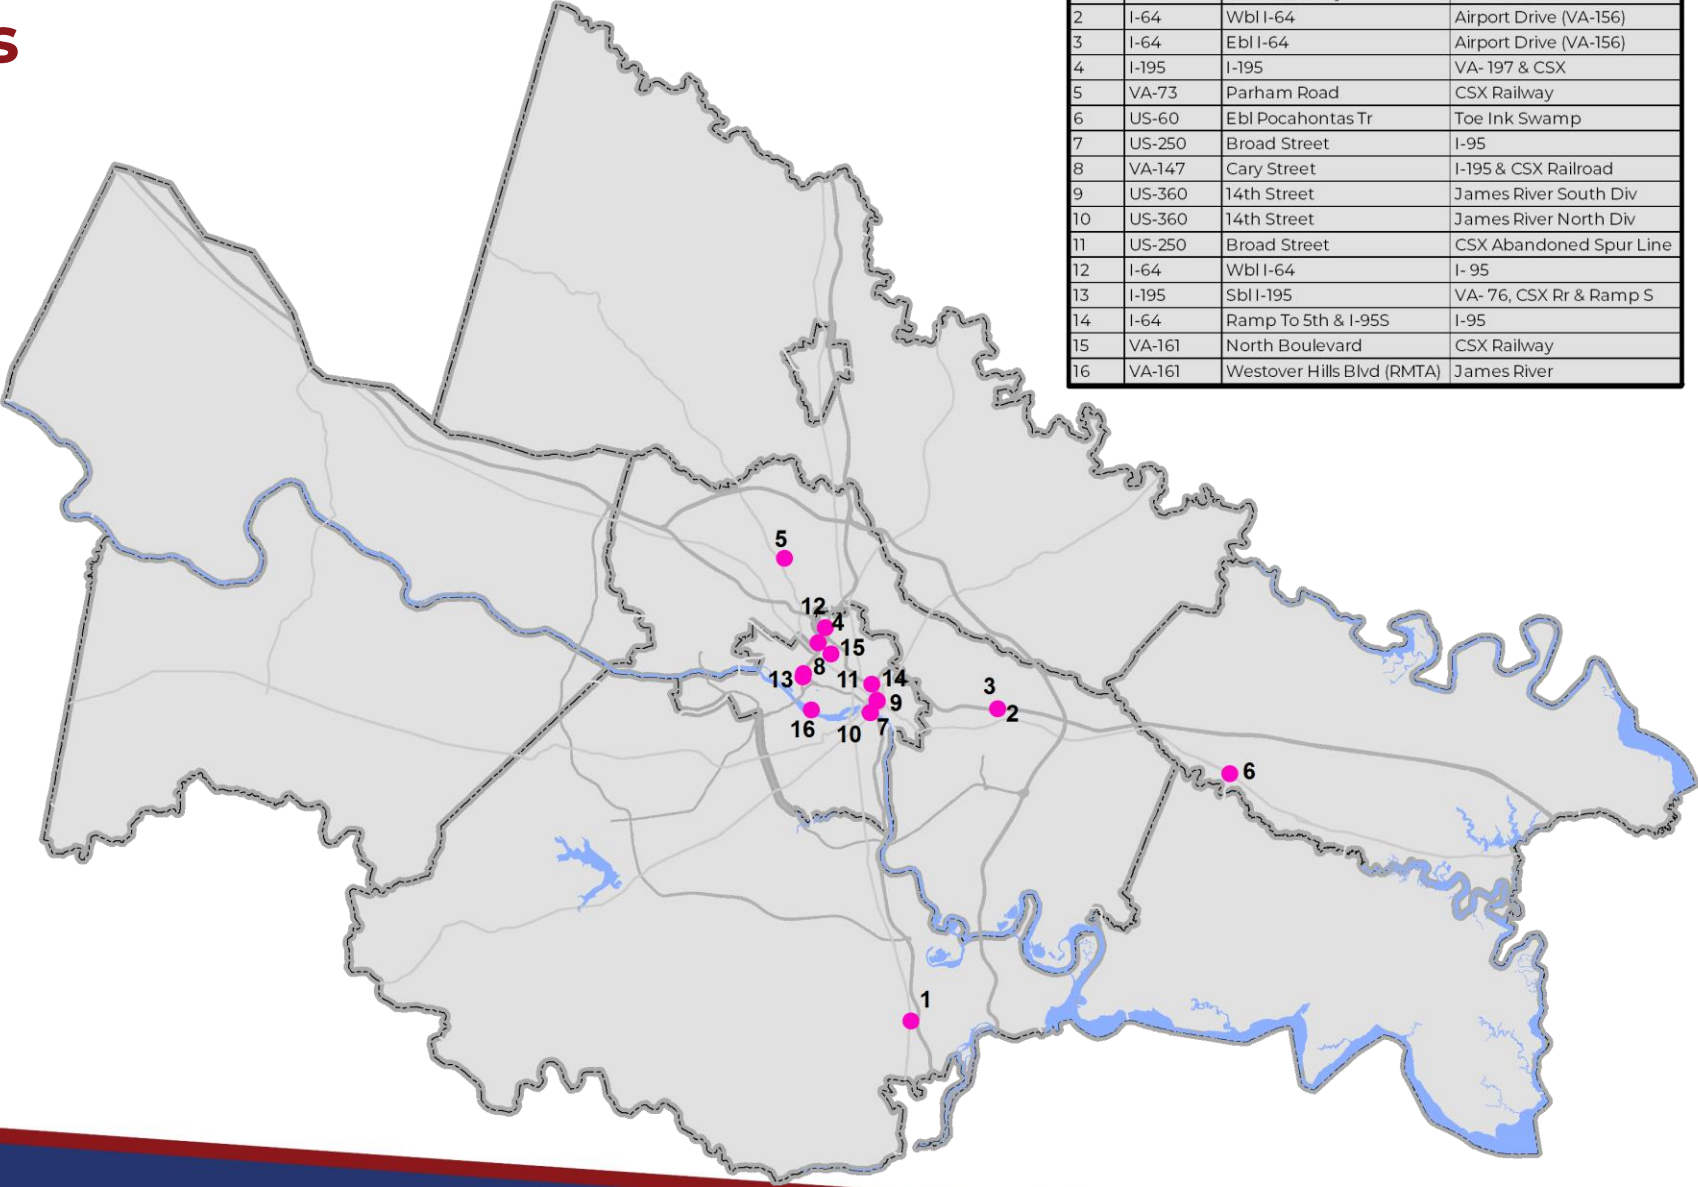 s
2 I-64 Wbl I-64 Airport Drive (VA-156)
3 I-64 Ebl I-64 Airport Drive (VA-156)
4 I-195 I-195 VA- 197 & CSX
5 VA-73 Parham Road CSX Railway
6 US-60 Ebl Pocahontas Tr Toe Ink Swamp
7 US-250 Broad Street I-95
8 VA-147 Cary Street I-195 & CSX Railroad
9 US-360 14th Street James River South Div
10 US-360 14th Street James River North Div
11 US-250 Broad Street CSX Abandoned Spur Line
12 I-64 Wbl I-64 I- 95
13 I-195 Sbl I-195 VA- 76, CSX Rr & Ramp S
14 I-64 Ramp To 5th & I-95S I-95
15 VA-161 North Boulevard CSX Railway
16 VA-161 Westover Hills Blvd (RMTA) James River
5
12
4
15
8
13
11
14
3
9
2
16
10
7
6
1